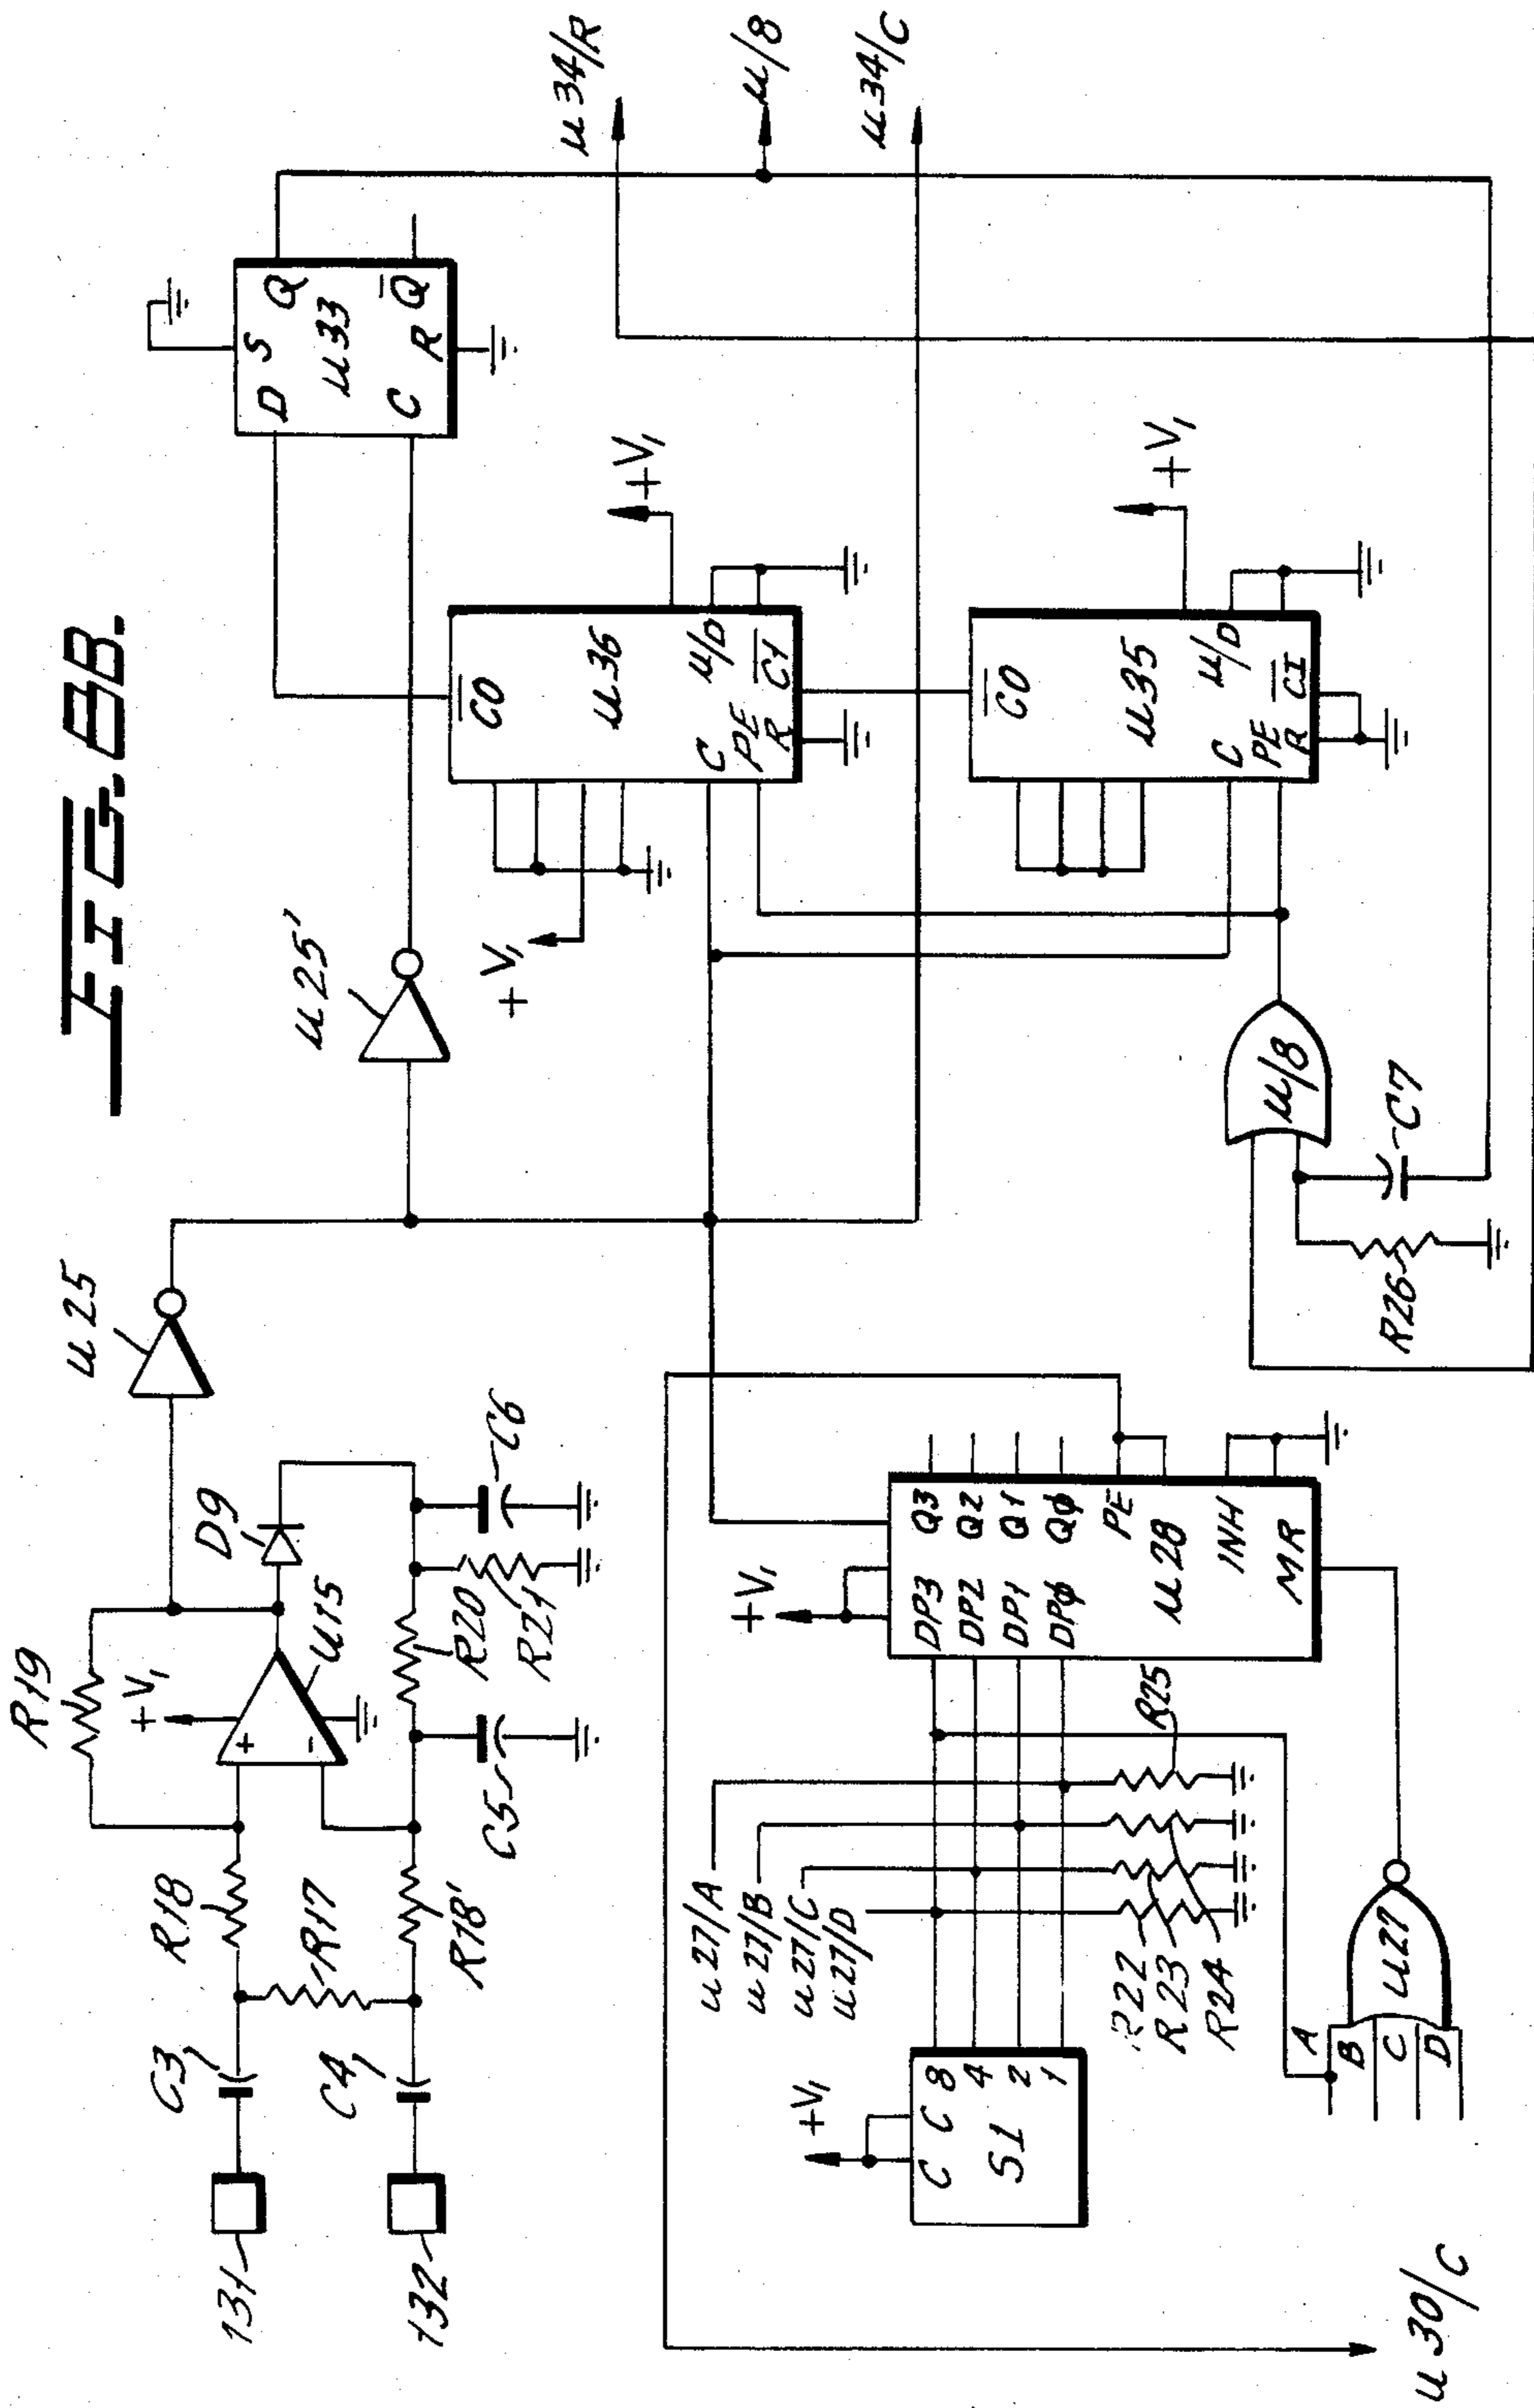 FIG. 8B.
131
132
C3
C4
R18
R17
R18'
R19
+V1
+
-
U15
D9
C5
R20
R21
C6
U25
U25'
D S Q
U33
C R Q
CO
U36
C U/D
PE
R CI
+V1
+V1
CO
U35
C U/D
PE
R CI
+V1
U34/R
U/8
U34/C
U/8
R26
C7
+V1
C C 8
4
2
S1 1
U27/A
U27/B
U27/C
U27/D
R22
R23
R24
R25
+V1
DP3 Q3
DP2 Q2
DP1 Q1
DPφ Qφ
PE
U28
INH
MR
A
B
C
D
U27
U30/C